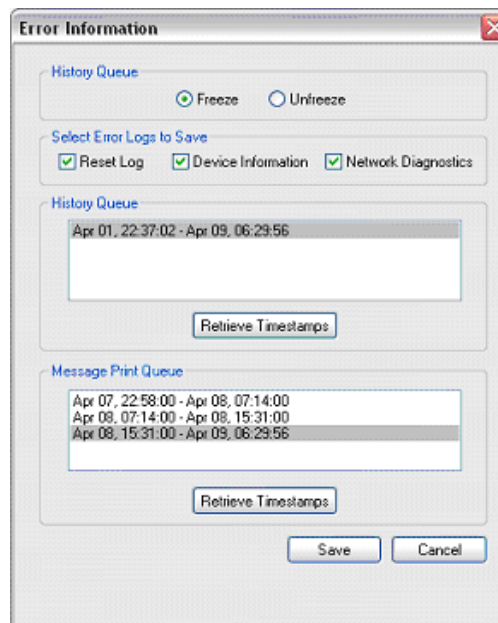 Error Information
History Queue
Freeze Unfreeze
Select Error Logs to Save
Reset Log Device Information Network Diagnostics
History Queue
Apr 01, 22:37:02 - Apr 09, 06:29:56
Retrieve Timestamps
Message Print Queue
Apr 07, 22:58:00 - Apr 08, 07:14:00
Apr 08, 07:14:00 - Apr 08, 15:31:00
Apr 08, 15:31:00 - Apr 09, 06:29:56
Retrieve Timestamps
Save Cancel